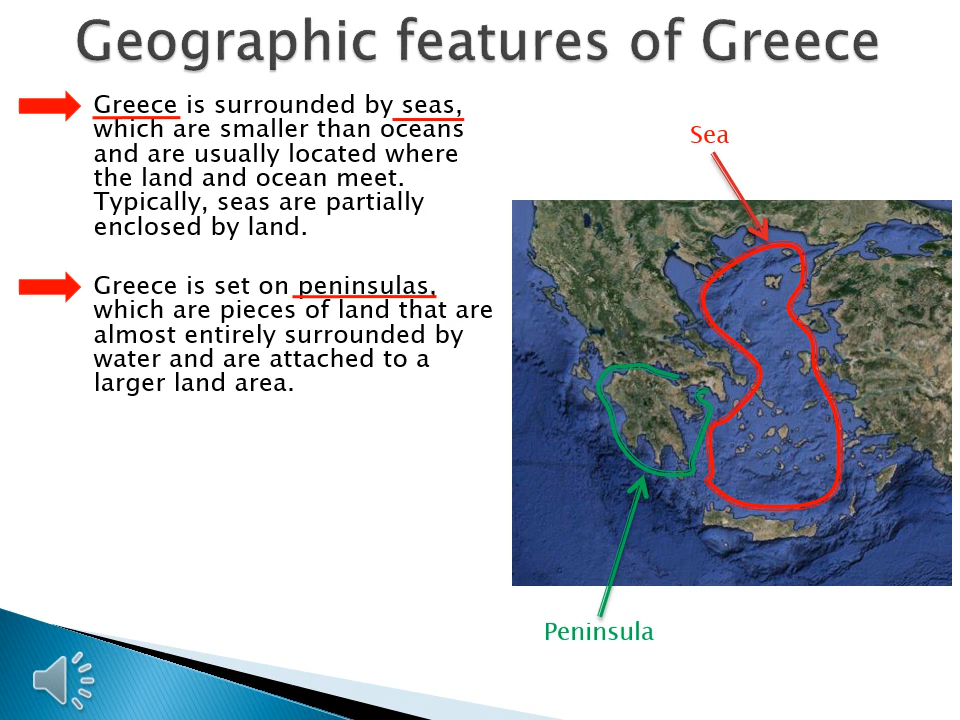 Geographic features of Greece
Greece is surrounded by seas,
which are smaller than oceans
and are usually located where
the land and ocean meet.
Typically, seas are partially
enclosed by land.
Greece is set on peninsulas,
which are pieces of land that are
almost entirely surrounded by
water and are attached to a
larger land area.
Sea
Peninsula